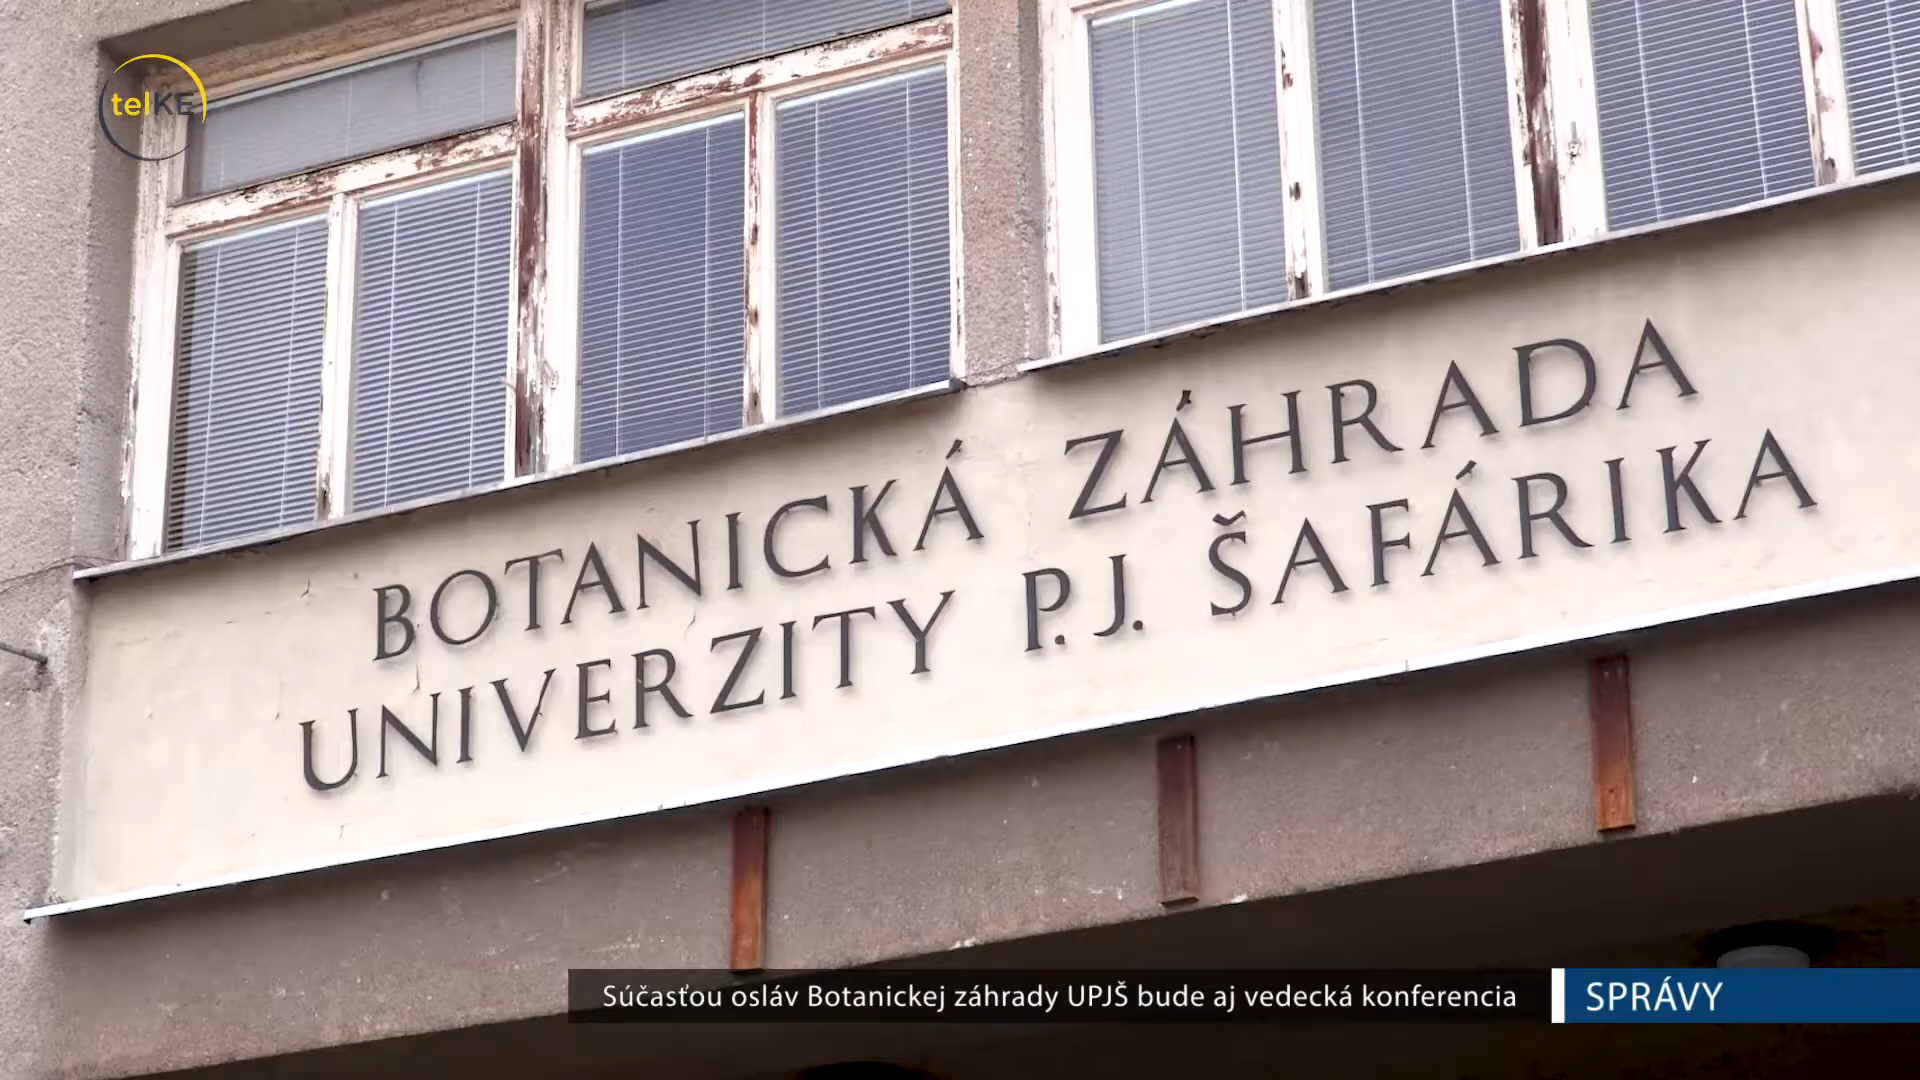 telKE
BOTANICKÁ ZÁHRADA
UNIVERZITY P.J. ŠAFÁRIKA
Súčasťou osláv Botanickej záhrady UPJŠ bude aj vedecká konferencia
SPRÁVY